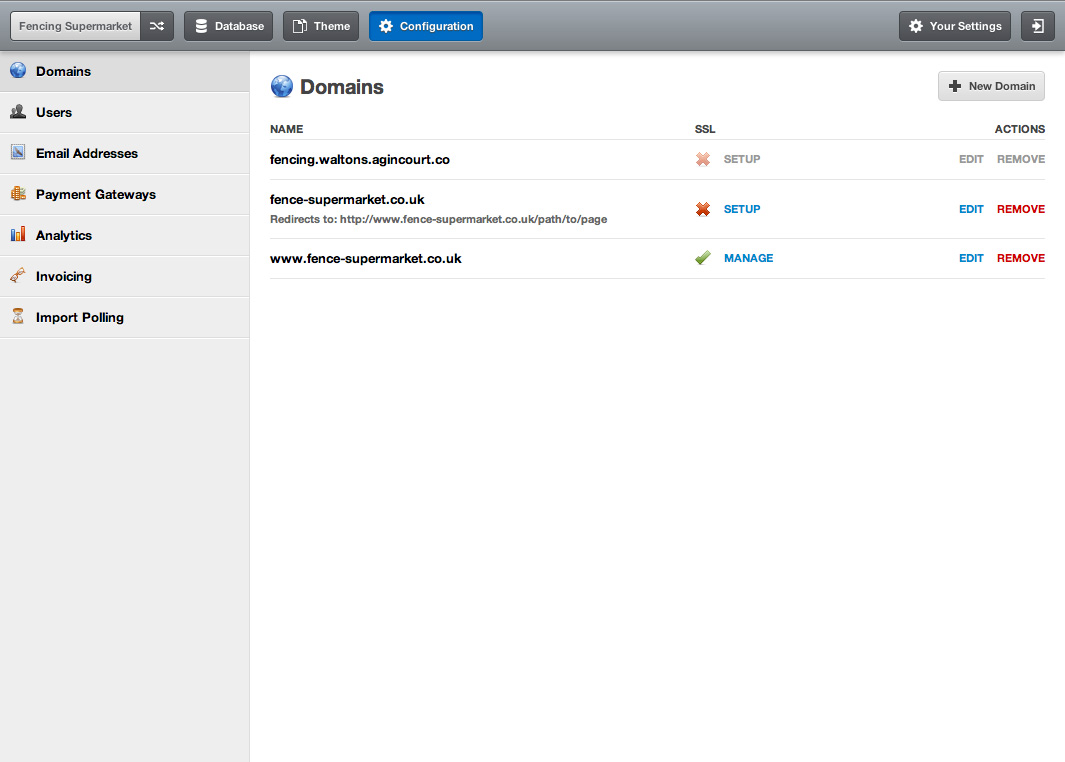 Fencing Supermarket
Database
Theme
Configuration
Your Settings
Domains
Users
Email Addresses
Payment Gateways
Analytics
Invoicing
Import Polling
Domains
New Domain
NAME SSL ACTIONS
fencing.waltons.agincourt.co SETUP EDIT REMOVE
fence-supermarket.co.uk SETUP EDIT REMOVE
Redirects to: http://www.fence-supermarket.co.uk/path/to/page
www.fence-supermarket.co.uk MANAGE EDIT REMOVE